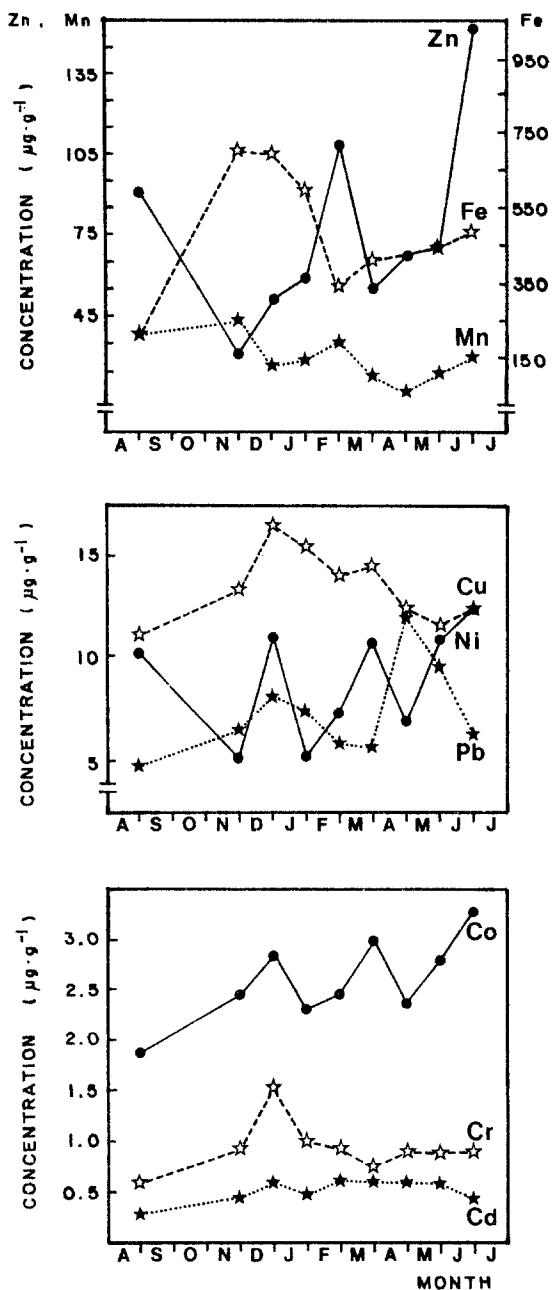 Zn, Mn Fe
CONCENTRATION ( µg·g⁻¹ )
135
105
75
45
950
750
550
350
150
Zn
Fe
Mn
A S O N D J F M A M J J
CONCENTRATION ( µg·g⁻¹ )
15
10
5
Cu
Ni
Pb
A S O N D J F M A M J J
CONCENTRATION ( µg·g⁻¹ )
3.0
2.5
2.0
1.5
1.0
0.5
Co
Cr
Cd
A S O N D J F M A M J J
MONTH